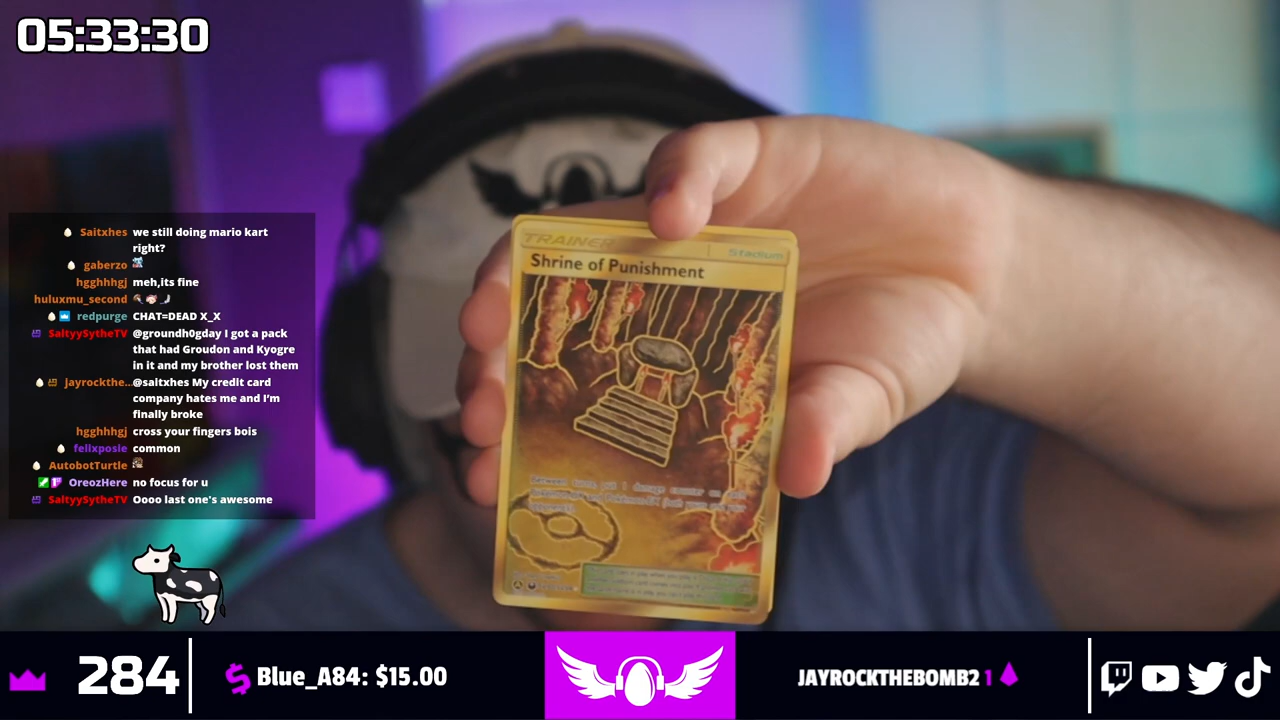 05:33:30
Saitxhes we still doing mario kart
right?
gaberzo
hgghhhgj meh,its fine
huluxmu_second
redpurge CHAT=DEAD X_X
SaltyySytheTV @groundh0gday I got a pack
that had Groudon and Kyogre
in it and my brother lost them
jayrockthe... @saltxhes My credit card
company hates me and I'm
finally broke
hgghhhgj cross your fingers bois
felixposie common
AutobotTurtle
OreozHere no focus for u
SaltyySytheTV Oooo last one's awesome
TRAINER Stadium
Shrine of Punishment
284
Blue_A84: $15.00
JAYROCKTHEBOMB2 1